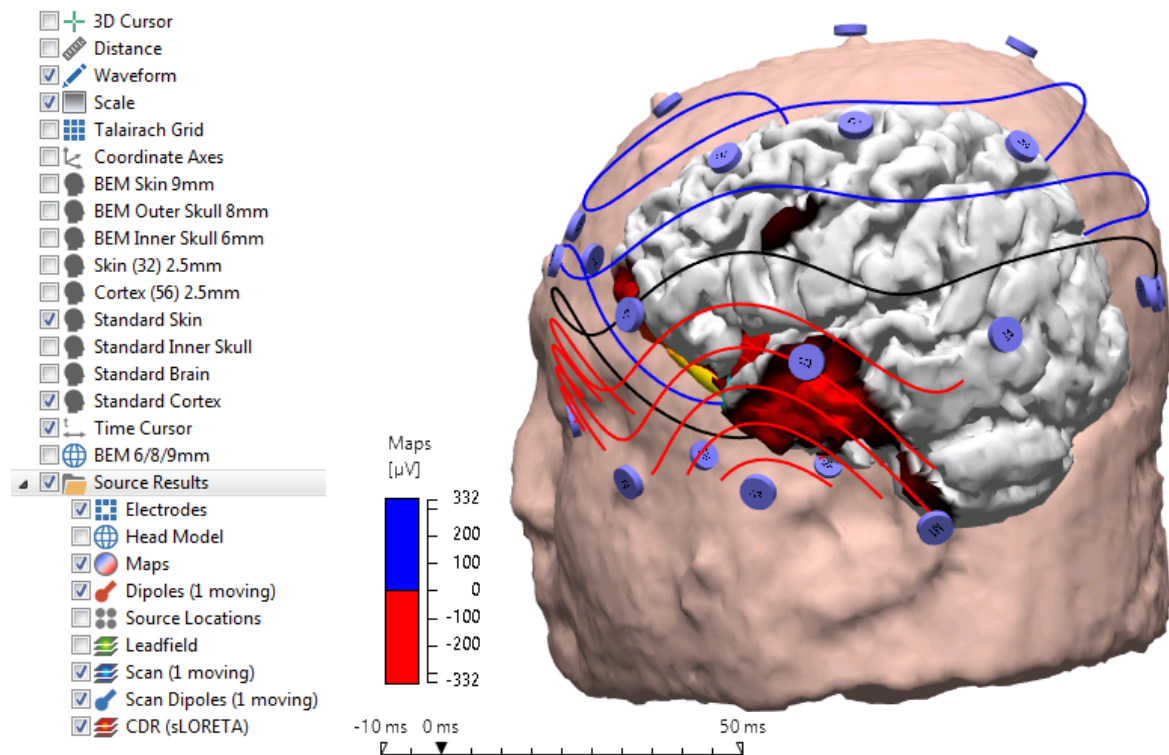 3D Cursor
Distance
Waveform
Scale
Talairach Grid
Coordinate Axes
BEM Skin 9mm
BEM Outer Skull 8mm
BEM Inner Skull 6mm
Skin (32) 2.5mm
Cortex (56) 2.5mm
Standard Skin
Standard Inner Skull
Standard Brain
Standard Cortex
Time Cursor
BEM 6/8/9mm
Source Results
Electrodes
Head Model
Maps
Dipoles (1 moving)
Source Locations
Leadfield
Scan (1 moving)
Scan Dipoles (1 moving)
CDR (sLORETA)
Maps
[µV]
332
200
100
0
-100
-200
-332
-10 ms 0 ms 50 ms